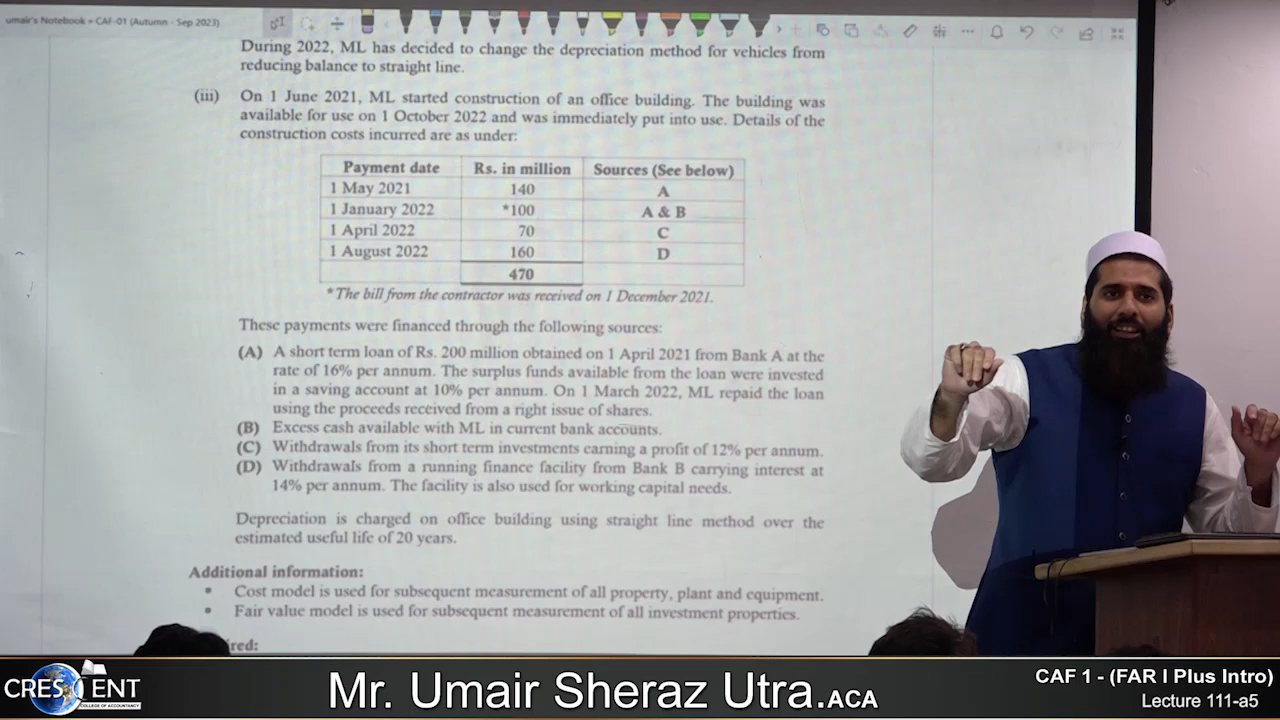 umair's Notebook > CAF-01 (Autumn - Sep 2023)
During 2022, ML has decided to change the depreciation method for vehicles from
reducing balance to straight line.
(iii) On 1 June 2021, ML started construction of an office building. The building was
available for use on 1 October 2022 and was immediately put into use. Details of the
construction costs incurred are as under:
Payment date Rs. in million Sources (See below)
1 May 2021 140 A
1 January 2022 *100 A & B
1 April 2022 70 C
1 August 2022 160 D
470
*The bill from the contractor was received on 1 December 2021.
These payments were financed through the following sources:
(A) A short term loan of Rs. 200 million obtained on 1 April 2021 from Bank A at the
rate of 16% per annum. The surplus funds available from the loan were invested
in a saving account at 10% per annum. On 1 March 2022, ML repaid the loan
using the proceeds received from a right issue of shares.
(B) Excess cash available with ML in current bank accounts.
(C) Withdrawals from its short term investments earning a profit of 12% per annum.
(D) Withdrawals from a running finance facility from Bank B carrying interest at
14% per annum. The facility is also used for working capital needs.
Depreciation is charged on office building using straight line method over the
estimated useful life of 20 years.
Additional information:
• Cost model is used for subsequent measurement of all property, plant and equipment.
• Fair value model is used for subsequent measurement of all investment properties.
ired:
CRESCENT
COLLEGE OF ACCOUNTANCY
Mr. Umair Sheraz Utra.ACA
CAF 1 - (FAR I Plus Intro)
Lecture 111-a5